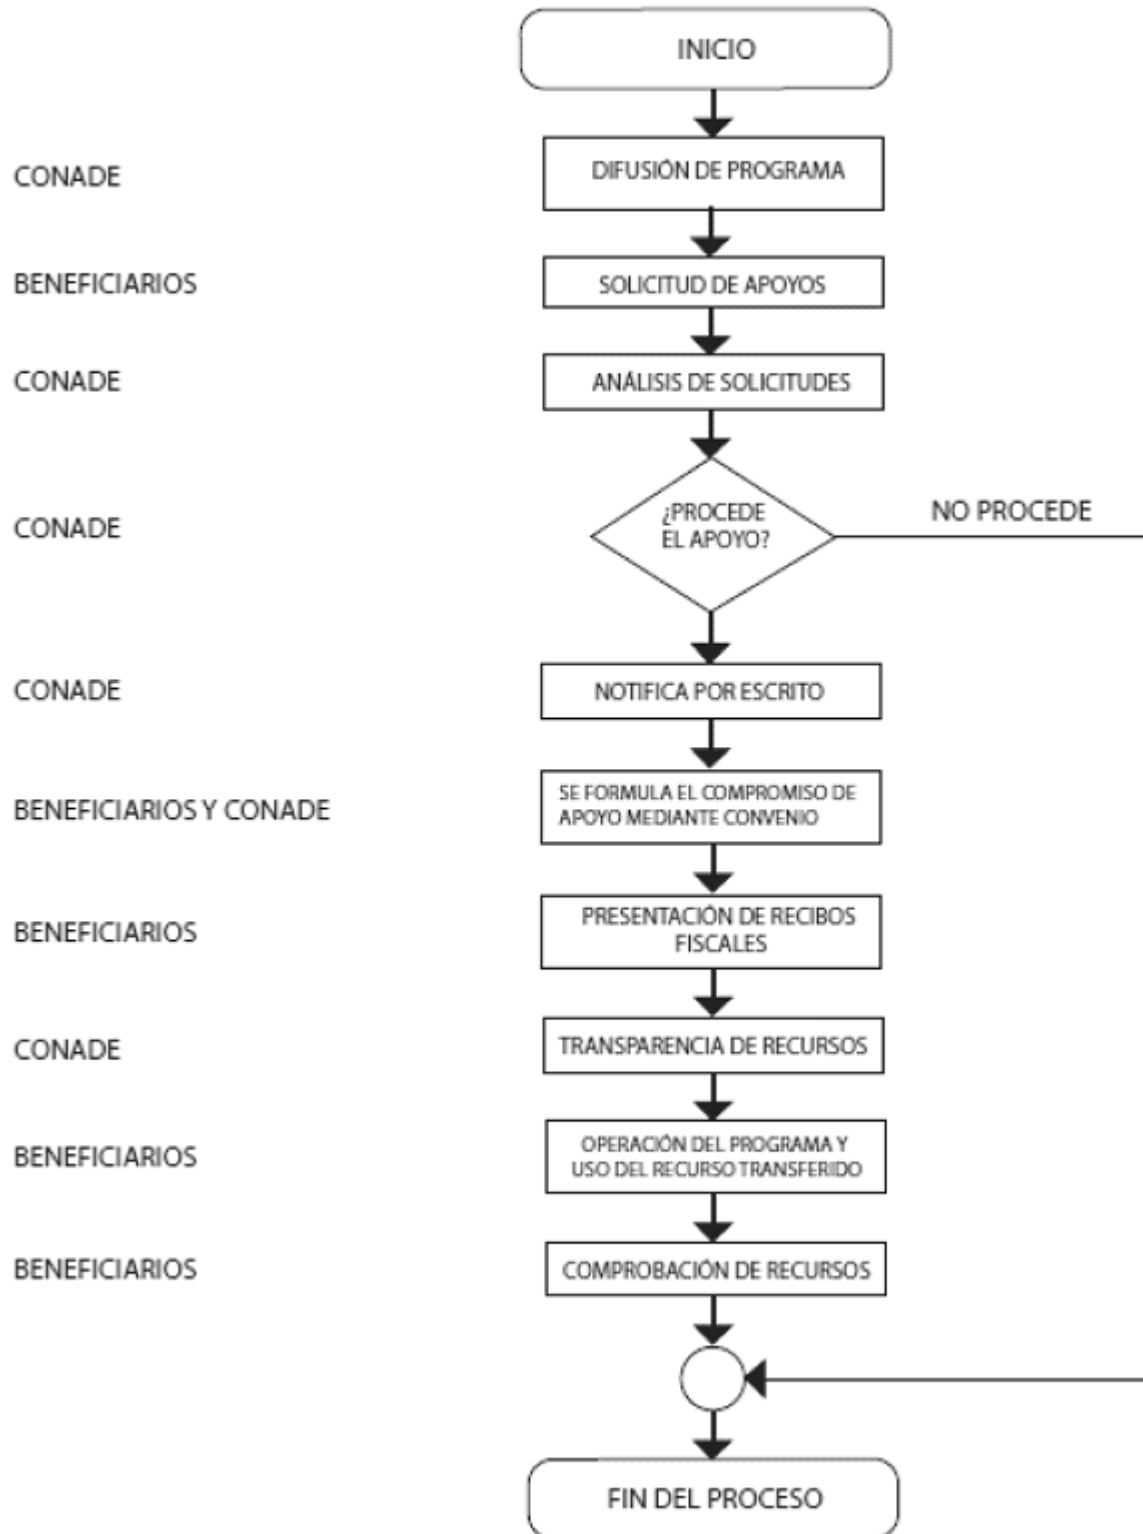 INICIO
CONADE
DIFUSIÓN DE PROGRAMA
BENEFICIARIOS
SOLICITUD DE APOYOS
CONADE
ANÁLISIS DE SOLICITUDES
CONADE
¿PROCEDE
EL APOYO?
NO PROCEDE
CONADE
NOTIFICA POR ESCRITO
BENEFICIARIOS Y CONADE
SE FORMULA EL COMPROMISO DE
APOYO MEDIANTE CONVENIO
BENEFICIARIOS
PRESENTACIÓN DE RECIBOS
FISCALES
CONADE
TRANSPARENCIA DE RECURSOS
BENEFICIARIOS
OPERACIÓN DEL PROGRAMA Y
USO DEL RECURSO TRANSFERIDO
BENEFICIARIOS
COMPROBACIÓN DE RECURSOS
FIN DEL PROCESO